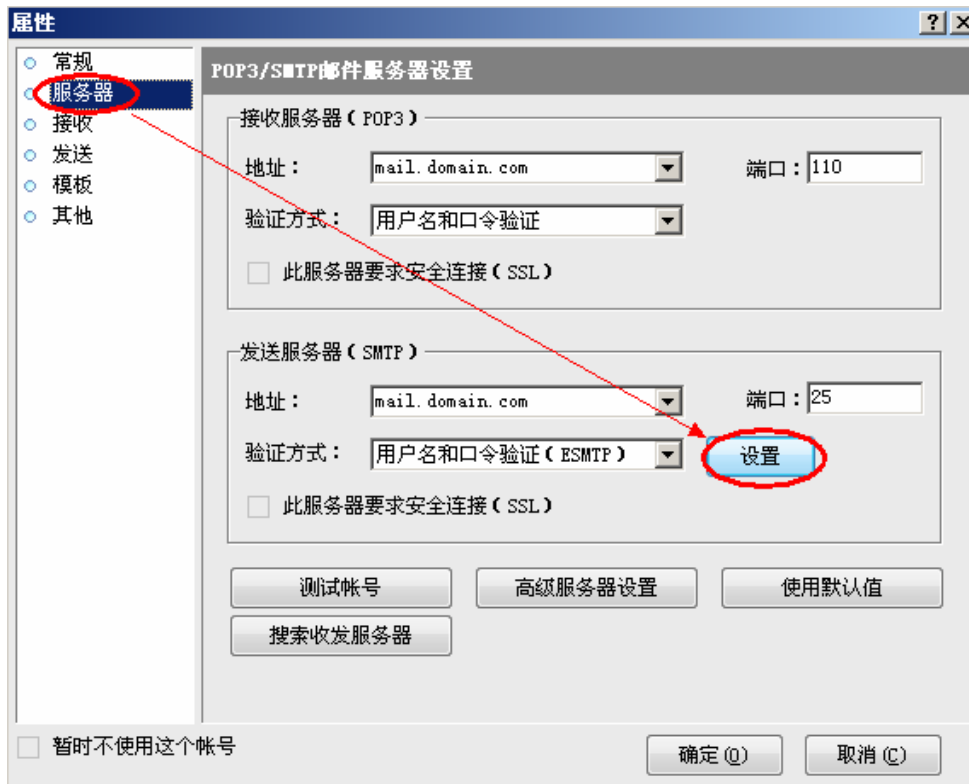 属性
常规
服务器
接收
发送
模板
其他
POP3/SMTP邮件服务器设置
接收服务器(POP3)
地址： mail.domain.com 端口：110
验证方式： 用户名和口令验证
此服务器要求安全连接(SSL)
发送服务器(SMTP)
地址： mail.domain.com 端口：25
验证方式： 用户名和口令验证(ESMTP) 设置
此服务器要求安全连接(SSL)
测试帐号 高级服务器设置 使用默认值
搜索收发服务器
暂时不使用这个帐号
确定(O) 取消(C)